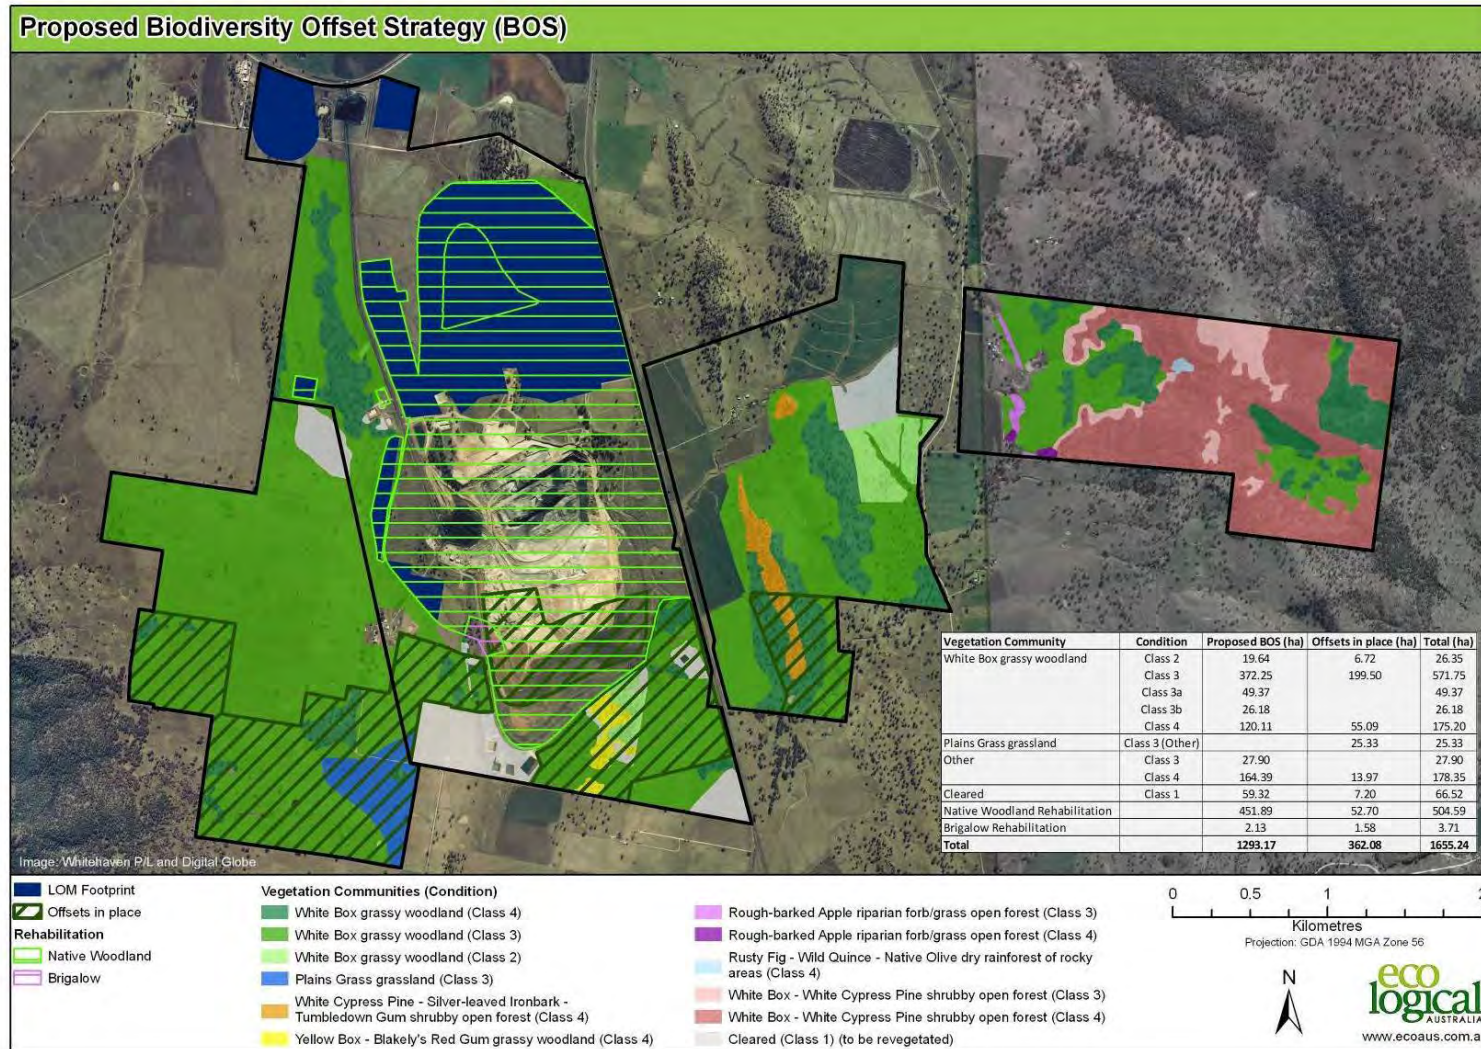 Proposed Biodiversity Offset Strategy (BOS)
Vegetation Community Condition Proposed BOS (ha) Offsets in place (ha) Total (ha)
White Box grassy woodland Class 2 19.64 6.72 26.35
Class 3 372.25 199.50 571.75
Class 3a 49.37 49.37
Class 3b 26.18 26.18
Class 4 120.11 55.09 175.20
Plains Grass grassland Class 3 (Other) 25.33 25.33
Other Class 3 27.90 27.90
Class 4 164.39 13.97 178.35
Cleared Class 1 59.32 7.20 66.52
Native Woodland Rehabilitation 451.89 52.70 504.59
Brigalow Rehabilitation 2.13 1.58 3.71
Total 1293.17 362.08 1655.24
Image: Whitehaven P/L and Digital Globe
LOM Footprint
Offsets in place
Rehabilitation
Native Woodland
Brigalow
Vegetation Communities (Condition)
White Box grassy woodland (Class 4)
White Box grassy woodland (Class 3)
White Box grassy woodland (Class 2)
Plains Grass grassland (Class 3)
White Cypress Pine - Silver-leaved Ironbark -
Tumbledown Gum shrubby open forest (Class 4)
Yellow Box - Blakely's Red Gum grassy woodland (Class 4)
Rough-barked Apple riparian forb/grass open forest (Class 3)
Rough-barked Apple riparian forb/grass open forest (Class 4)
Rusty Fig - Wild Quince - Native Olive dry rainforest of rocky
areas (Class 4)
White Box - White Cypress Pine shrubby open forest (Class 3)
White Box - White Cypress Pine shrubby open forest (Class 4)
Cleared (Class 1) (to be revegetated)
0 0.5 1 2
Kilometres
Projection: GDA 1994 MGA Zone 56
N
eco
logical
AUSTRALIA
www.ecoaus.com.a